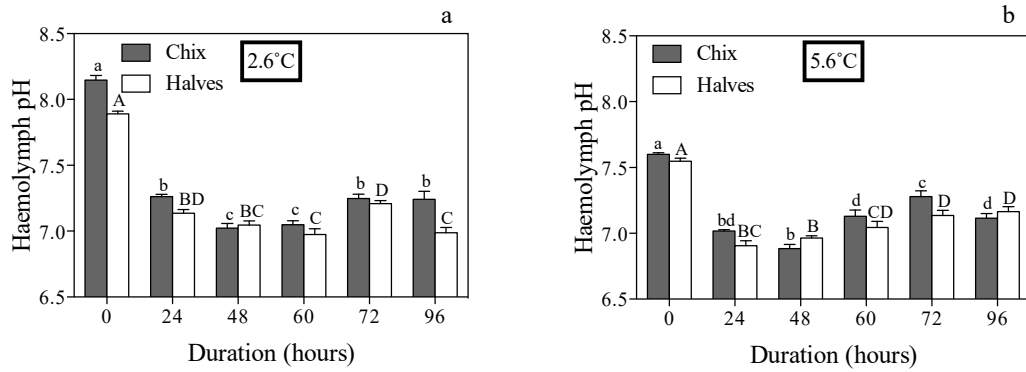 a
8.5
Chix
Halves
2.6˚C
8.0
7.5
7.0
6.5
Haemolymph pH
a
A
b
BD
c
BC
c
C
b
D
b
C
0 24 48 60 72 96
Duration (hours)
b
8.5
Chix
Halves
5.6˚C
8.0
7.5
7.0
6.5
Haemolymph pH
a
A
bd
BC
b
B
d
CD
c
D
d
D
0 24 48 60 72 96
Duration (hours)